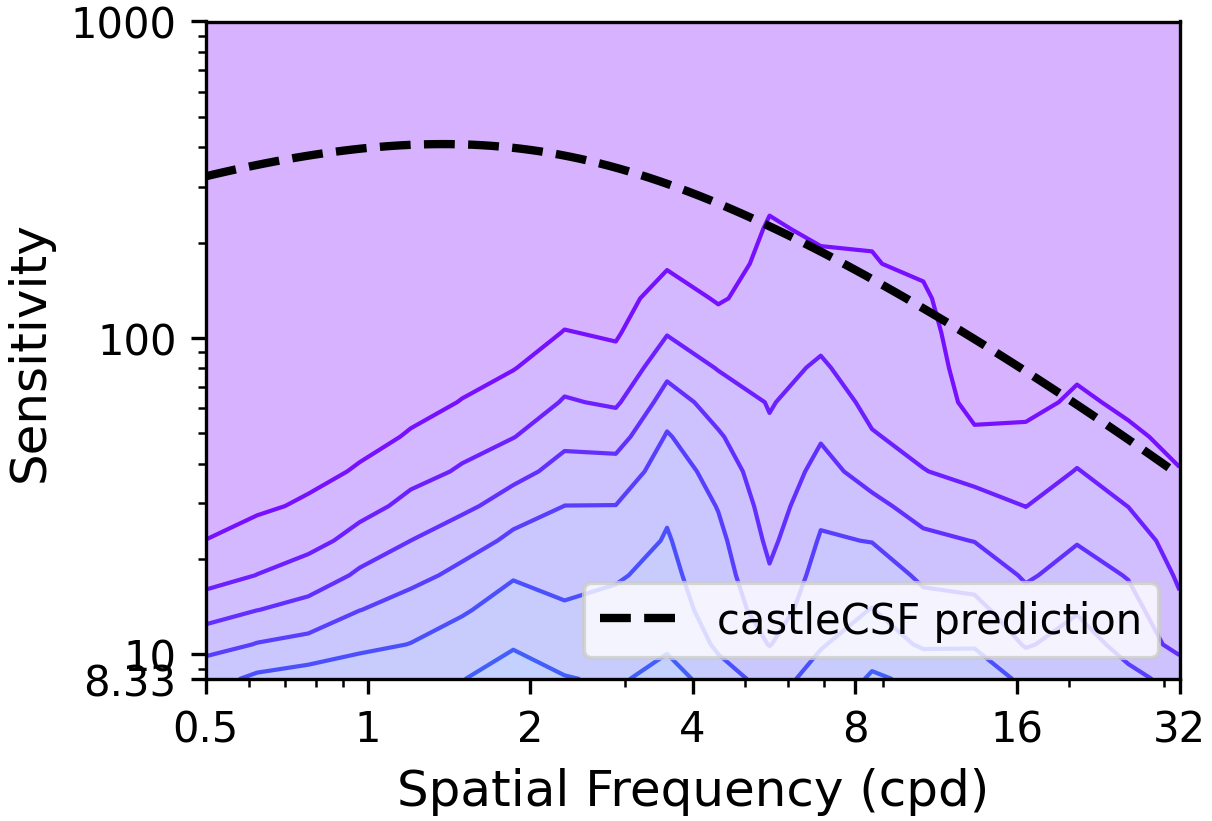 1000
100
10
8.33
Sensitivity
castleCSF prediction
0.5 1 2 4 8 16 32
Spatial Frequency (cpd)